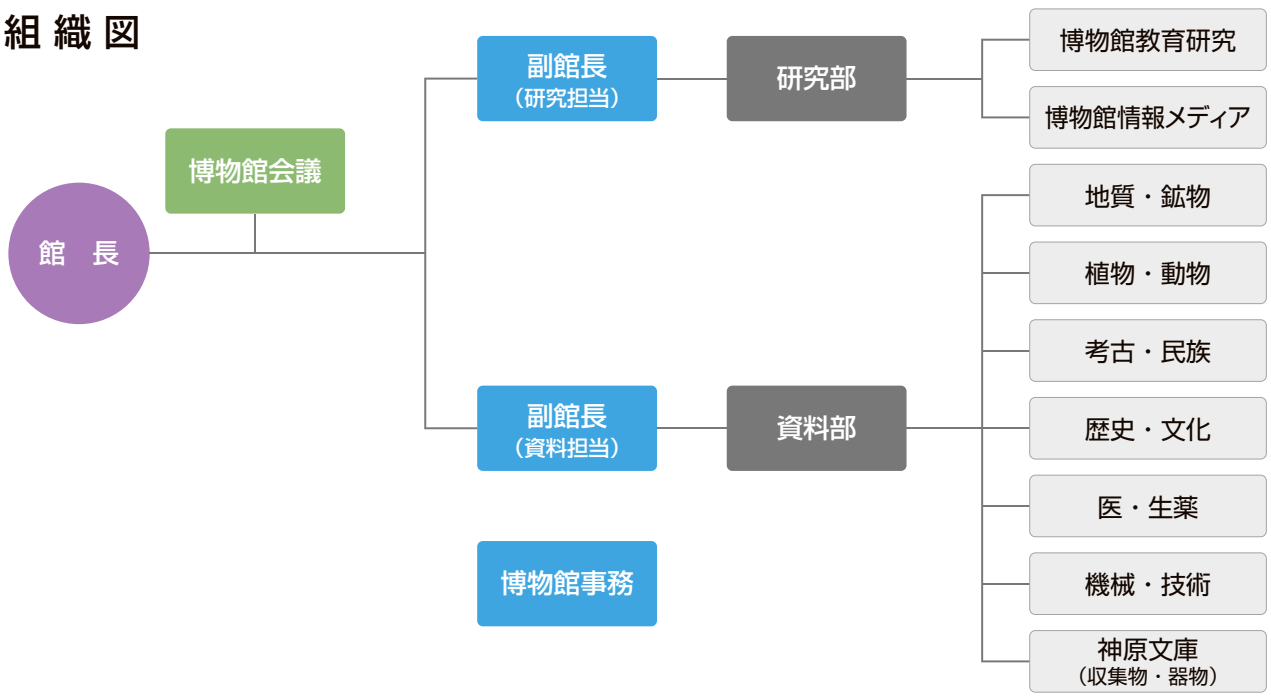 組織図
館 長
博物館会議
副館長
（研究担当）
研究部
博物館教育研究
博物館情報メディア
副館長
（資料担当）
資料部
地質・鉱物
植物・動物
考古・民族
歴史・文化
医・生薬
機械・技術
神原文庫
（収集物・器物）
博物館事務